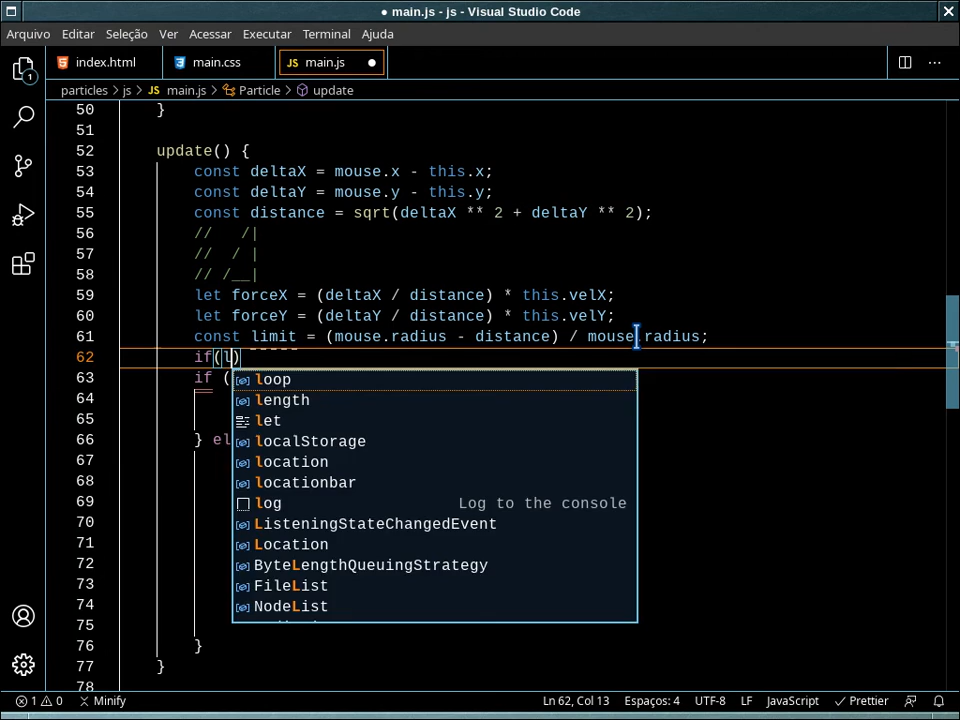 ● main.js - js - Visual Studio Code
Arquivo Editar Seleção Ver Acessar Executar Terminal Ajuda
index.html main.css JS main.js ●
particles › js › JS main.js › Particle › update
1
50 }
51
52 update() {
53 const deltaX = mouse.x - this.x;
54 const deltaY = mouse.y - this.y;
55 const distance = sqrt(deltaX ** 2 + deltaY ** 2);
56 //   /|
57 //  / |
58 // /__|
59 let forceX = (deltaX / distance) * this.velX;
60 let forceY = (deltaY / distance) * this.velY;
61 const limit = (mouse.radius - distance) / mouse.radius;
62 if(l)
63 if (
64
65
66 } el
67
68
69
70
71
72
73
74
75
76 }
77 }
78
loop
length
let
localStorage
location
locationbar
log Log to the console
ListeningStateChangedEvent
Location
ByteLengthQueuingStrategy
FileList
NodeList
1 0 Minify Ln 62, Col 13 Espaços: 4 UTF-8 LF JavaScript Prettier